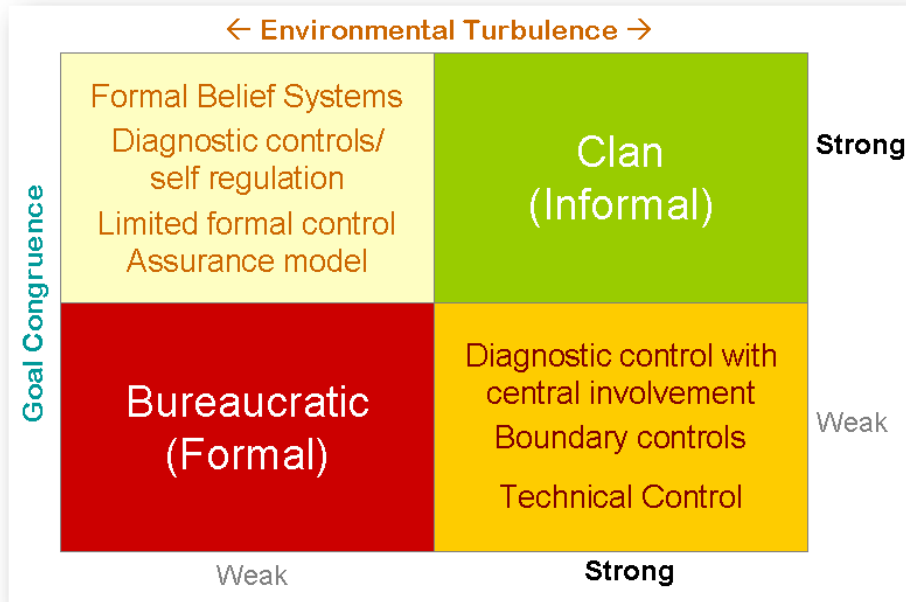 ← Environmental Turbulence →
Formal Belief Systems
Diagnostic controls/
self regulation
Limited formal control
Assurance model
Clan
(Informal)
Strong
Goal Congruence
Bureaucratic
(Formal)
Diagnostic control with
central involvement
Boundary controls
Technical Control
Weak
Weak
Strong